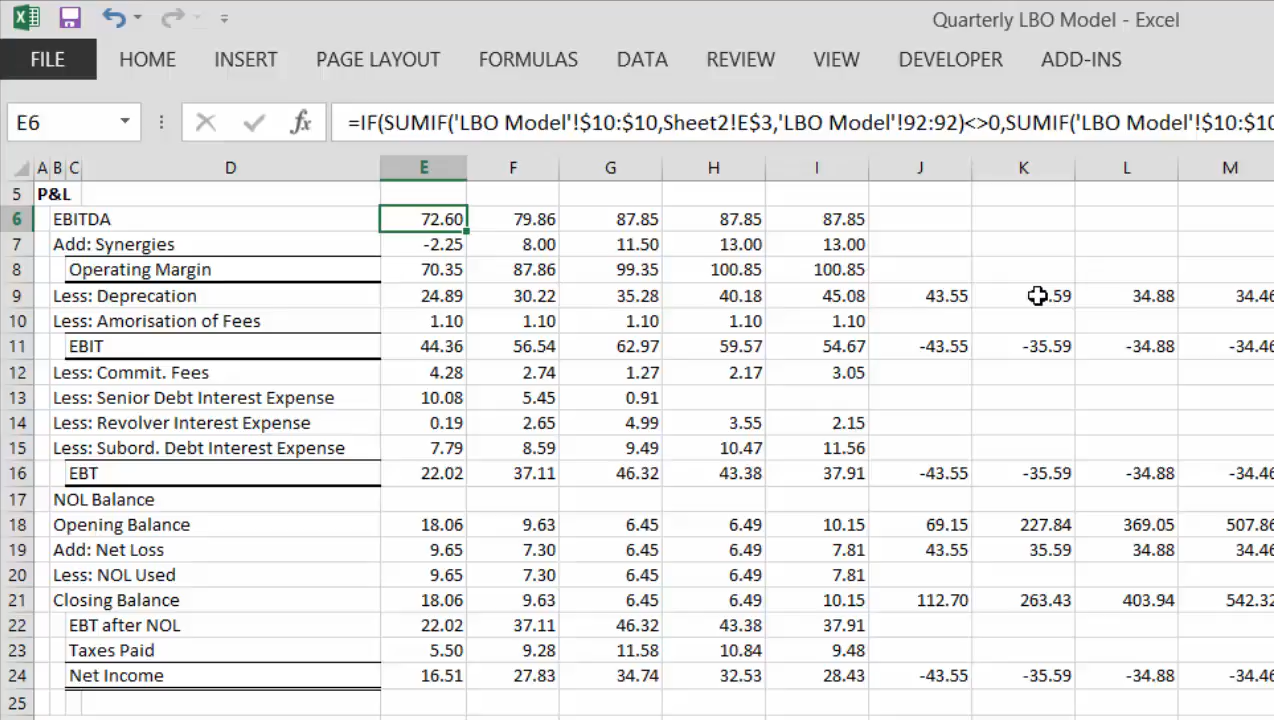 Quarterly LBO Model - Excel
FILE HOME INSERT PAGE LAYOUT FORMULAS DATA REVIEW VIEW DEVELOPER ADD-INS
E6 fx =IF(SUMIF('LBO Model'!$10:$10,Sheet2!E$3,'LBO Model'!92:92)<>0,SUMIF('LBO Model'!$10:$10
A B C D E F G H I J K L M
5 P&L
6 EBITDA 72.60 79.86 87.85 87.85 87.85
7 Add: Synergies -2.25 8.00 11.50 13.00 13.00
8 Operating Margin 70.35 87.86 99.35 100.85 100.85
9 Less: Deprecation 24.89 30.22 35.28 40.18 45.08 43.55 .59 34.88 34.46
10 Less: Amorisation of Fees 1.10 1.10 1.10 1.10 1.10
11 EBIT 44.36 56.54 62.97 59.57 54.67 -43.55 -35.59 -34.88 -34.46
12 Less: Commit. Fees 4.28 2.74 1.27 2.17 3.05
13 Less: Senior Debt Interest Expense 10.08 5.45 0.91
14 Less: Revolver Interest Expense 0.19 2.65 4.99 3.55 2.15
15 Less: Subord. Debt Interest Expense 7.79 8.59 9.49 10.47 11.56
16 EBT 22.02 37.11 46.32 43.38 37.91 -43.55 -35.59 -34.88 -34.46
17 NOL Balance
18 Opening Balance 18.06 9.63 6.45 6.49 10.15 69.15 227.84 369.05 507.86
19 Add: Net Loss 9.65 7.30 6.45 6.49 7.81 43.55 35.59 34.88 34.46
20 Less: NOL Used 9.65 7.30 6.45 6.49 7.81
21 Closing Balance 18.06 9.63 6.45 6.49 10.15 112.70 263.43 403.94 542.32
22 EBT after NOL 22.02 37.11 46.32 43.38 37.91
23 Taxes Paid 5.50 9.28 11.58 10.84 9.48
24 Net Income 16.51 27.83 34.74 32.53 28.43 -43.55 -35.59 -34.88 -34.46
25